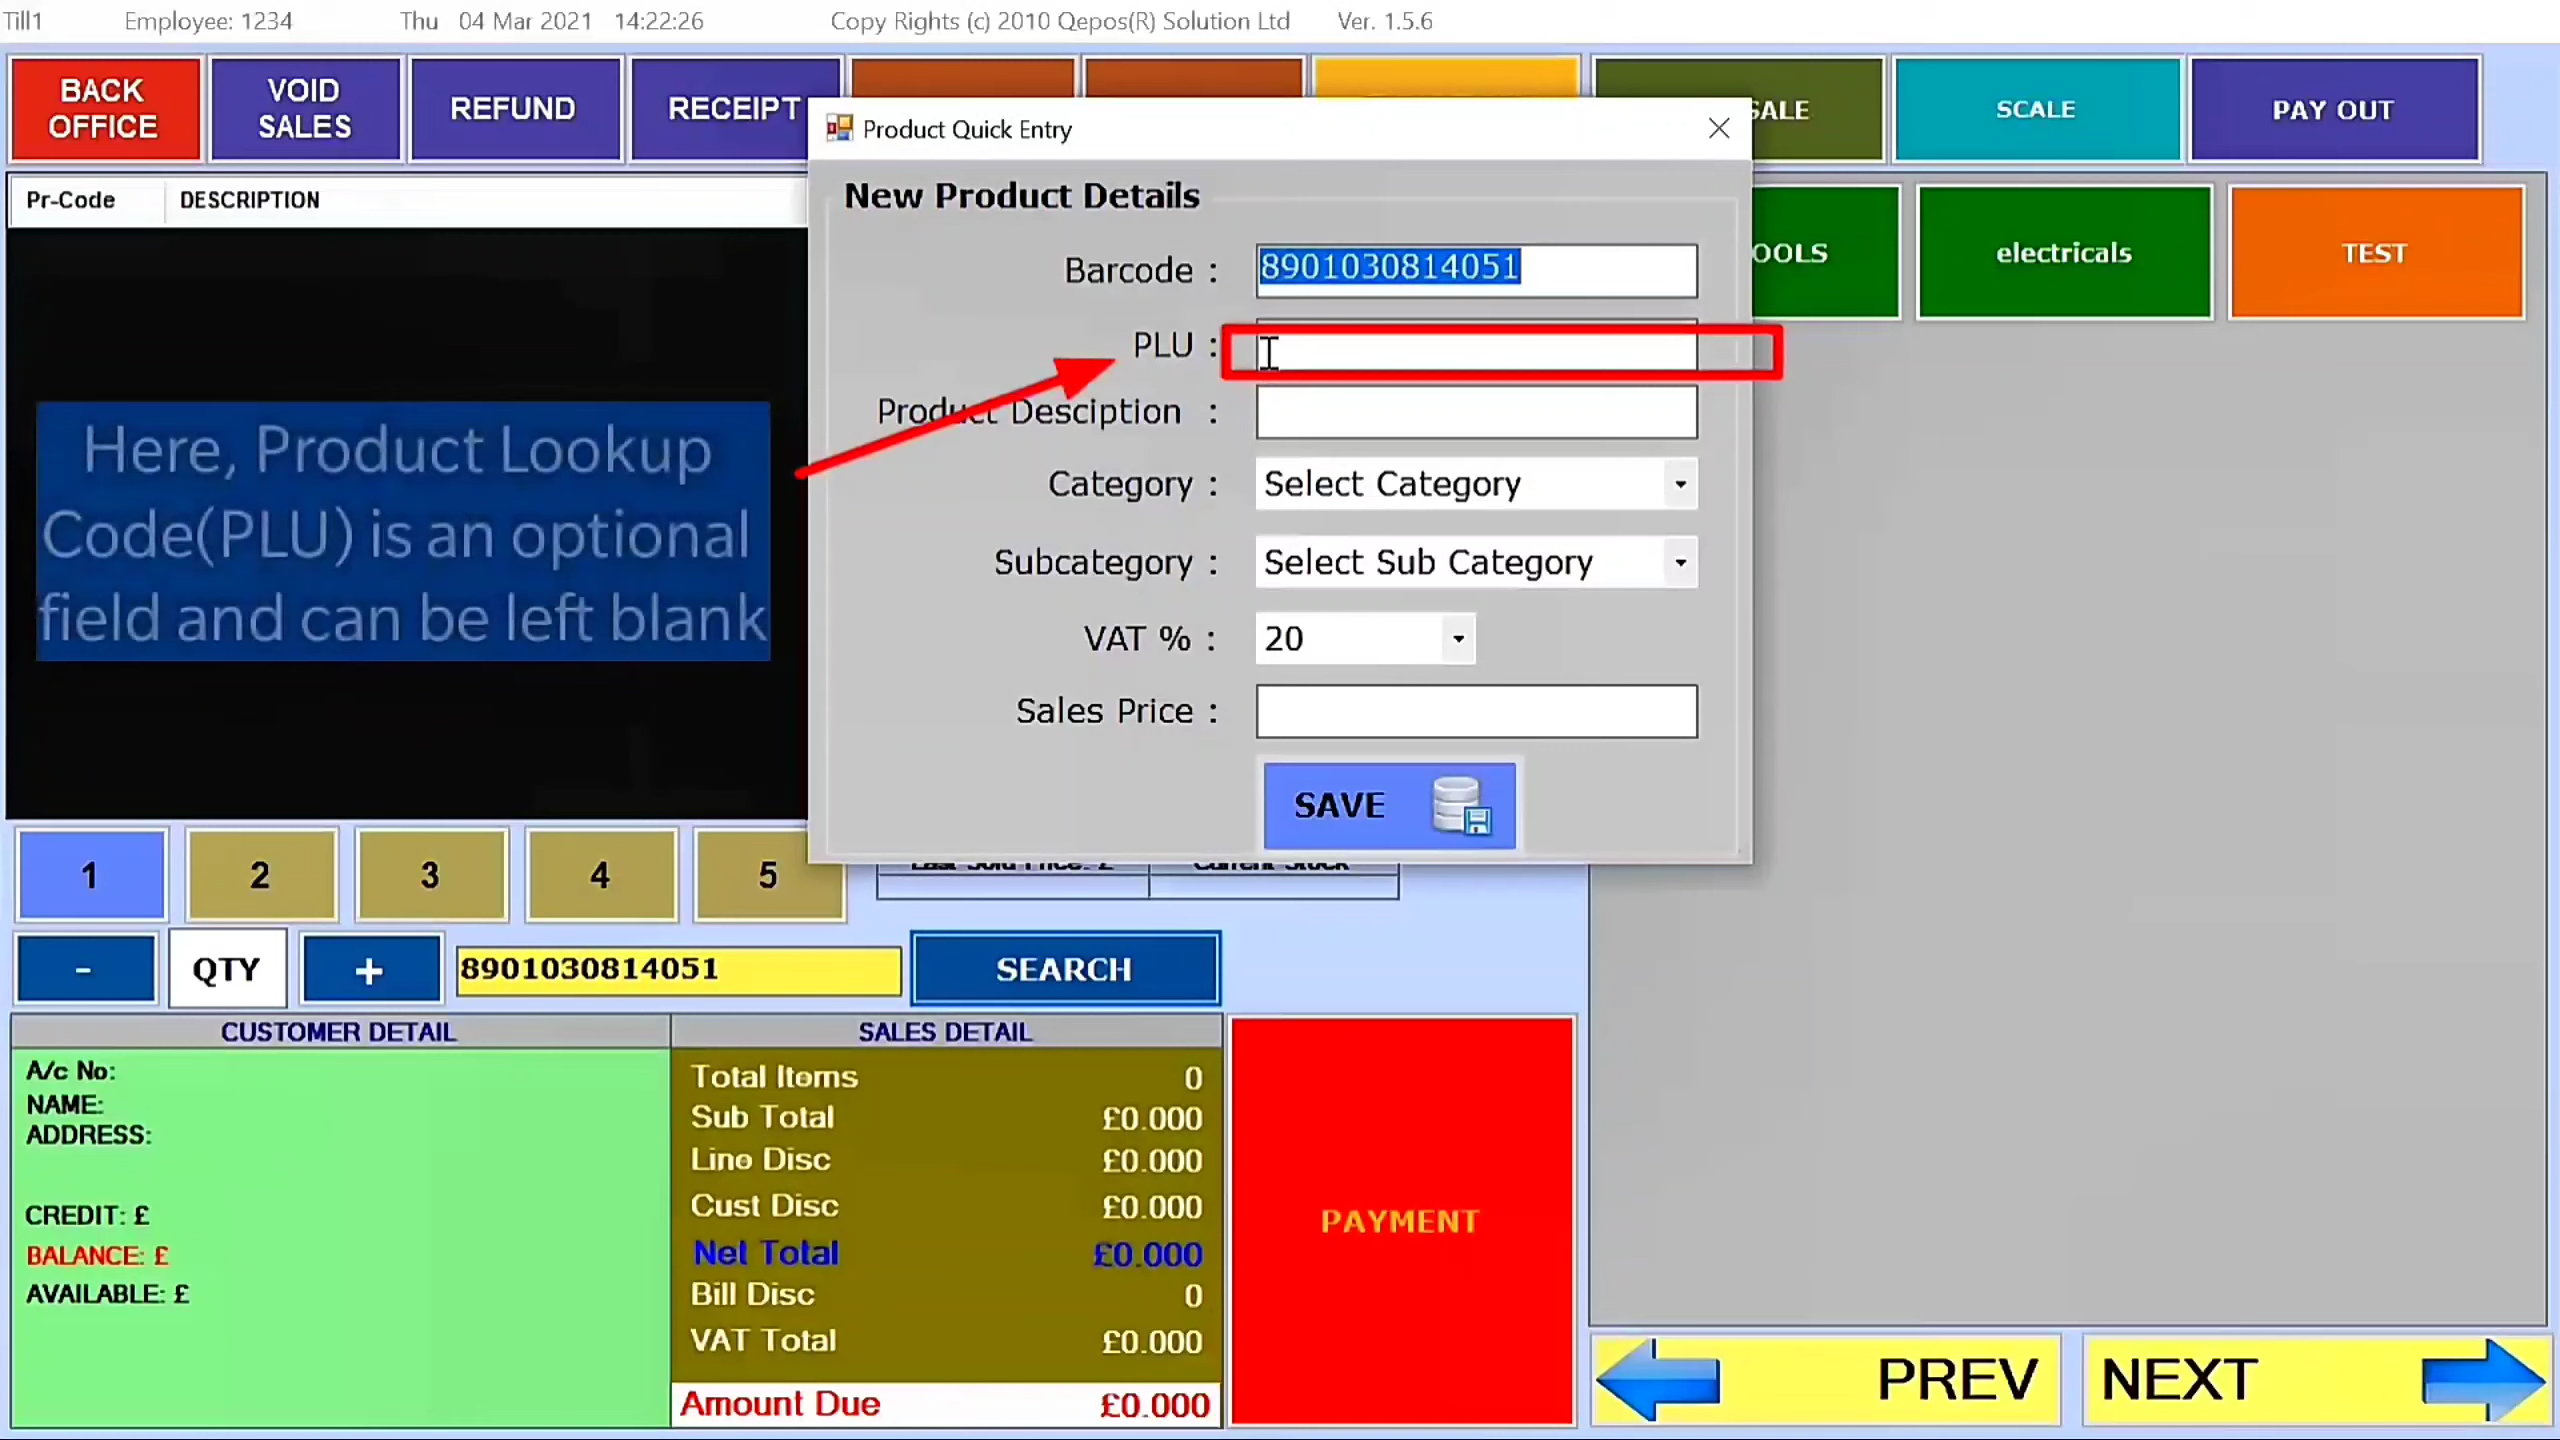 Till1 Employee: 1234 Thu 04 Mar 2021 14:22:26 Copy Rights (c) 2010 Qepos(R) Solution Ltd Ver. 1.5.6
BACK
OFFICE
VOID
SALES
REFUND
RECEIPT
SALE
SCALE
PAY OUT
Product Quick Entry
Pr-Code DESCRIPTION
New Product Details
Barcode : 8901030814051
PLU :
Product Desciption :
Category : Select Category
Subcategory : Select Sub Category
VAT % : 20
Sales Price :
SAVE
OOLS
electricals
TEST
Here, Product Lookup
Code(PLU) is an optional
field and can be left blank
1 2 3 4 5
Last Sold Price: £ Current Stock
- QTY + 8901030814051 SEARCH
CUSTOMER DETAIL
A/c No:
NAME:
ADDRESS:
CREDIT: £
BALANCE: £
AVAILABLE: £
SALES DETAIL
Total Items 0
Sub Total £0.000
Line Disc £0.000
Cust Disc £0.000
Net Total £0.000
Bill Disc 0
VAT Total £0.000
Amount Due £0.000
PAYMENT
PREV
NEXT